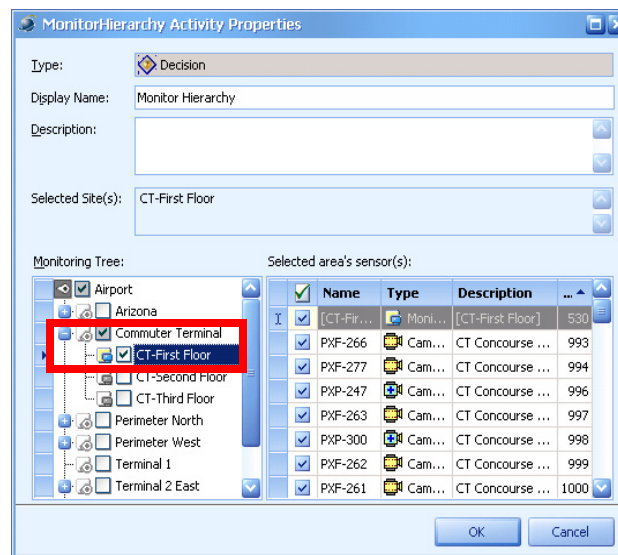 MonitorHierarchy Activity Properties
Type: Decision
Display Name: Monitor Hierarchy
Description:
Selected Site(s): CT-First Floor
Monitoring Tree:
Airport
Arizona
Commuter Terminal
CT-First Floor
CT-Second Floor
CT-Third Floor
Perimeter North
Perimeter West
Terminal 1
Terminal 2 East
Selected area's sensor(s):
Name Type Description ...
[CT-Fir... Moni... [CT-First Floor] 530
PXF-266 Cam... CT Concourse ... 993
PXF-277 Cam... CT Concourse ... 994
PXP-247 Cam... CT Concourse ... 996
PXF-263 Cam... CT Concourse ... 997
PXP-300 Cam... CT Concourse ... 998
PXF-262 Cam... CT Concourse ... 999
PXF-261 Cam... CT Concourse ... 1000
OK Cancel